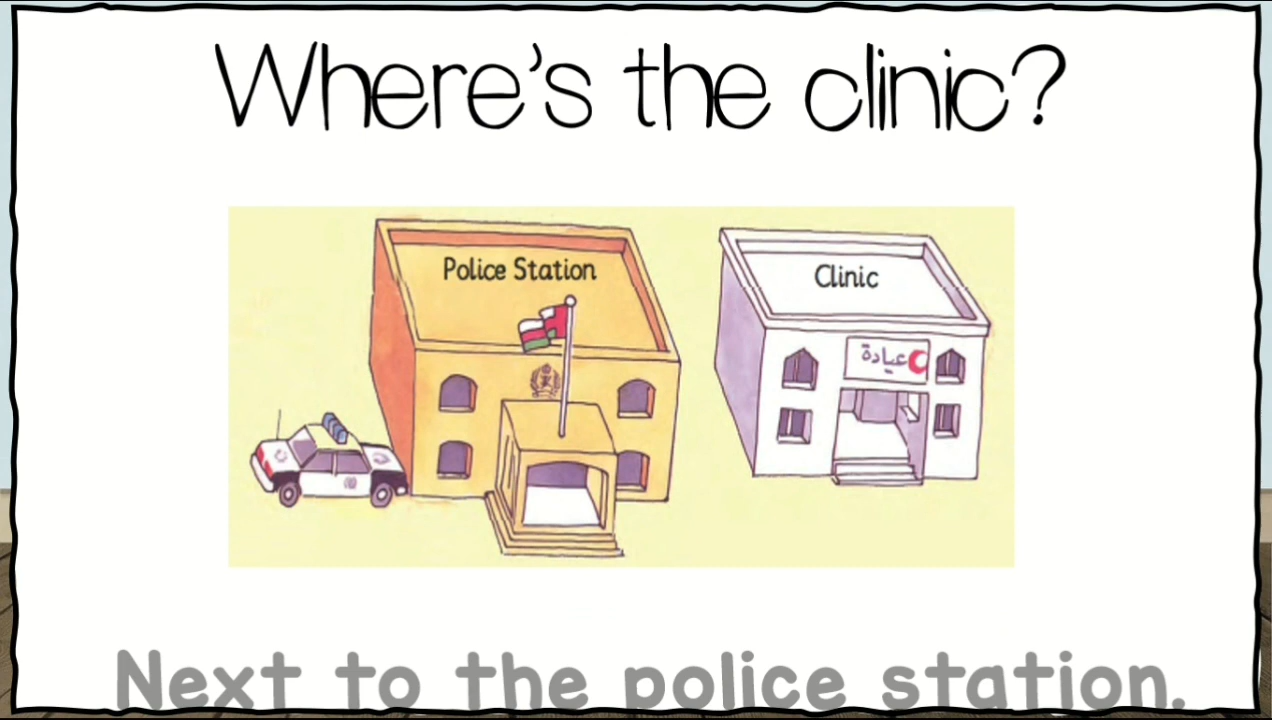 Where's the clinic?
Police Station
Clinic
عيادة
Next to the police station.